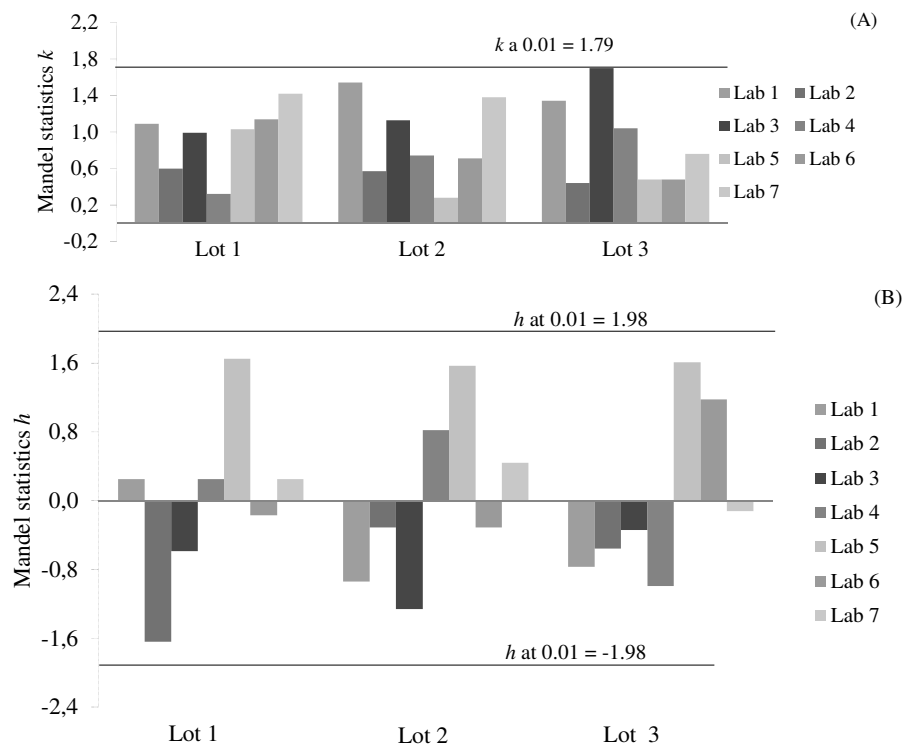 (A)
2,2
1,8
1,4
1,0
0,6
0,2
-0,2
Mandel statistics k
k a 0.01 = 1.79
Lab 1 Lab 2
Lab 3 Lab 4
Lab 5 Lab 6
Lab 7
Lot 1 Lot 2 Lot 3
(B)
2,4
1,6
0,8
0,0
-0,8
-1,6
-2,4
Mandel statistics h
h at 0.01 = 1.98
h at 0.01 = -1.98
Lab 1
Lab 2
Lab 3
Lab 4
Lab 5
Lab 6
Lab 7
Lot 1 Lot 2 Lot 3